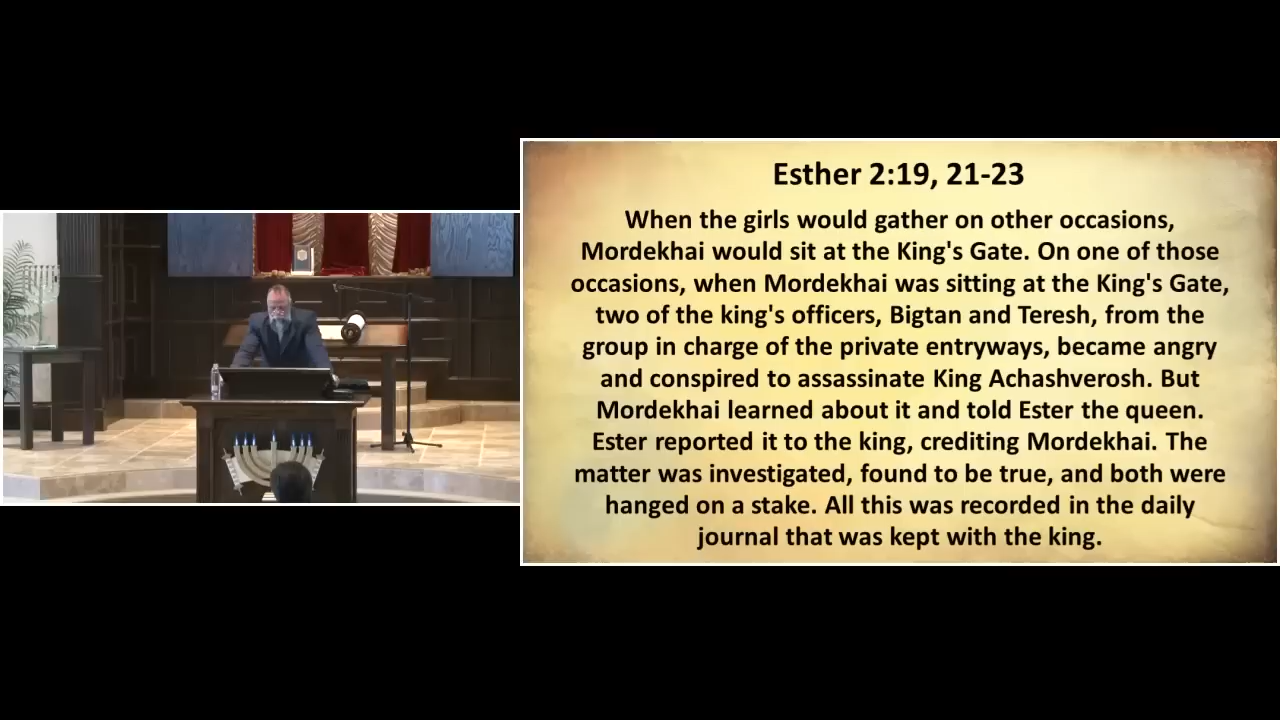 Esther 2:19, 21-23
When the girls would gather on other occasions,
Mordekhai would sit at the King's Gate. On one of those
occasions, when Mordekhai was sitting at the King's Gate,
two of the king's officers, Bigtan and Teresh, from the
group in charge of the private entryways, became angry
and conspired to assassinate King Achashverosh. But
Mordekhai learned about it and told Ester the queen.
Ester reported it to the king, crediting Mordekhai. The
matter was investigated, found to be true, and both were
hanged on a stake. All this was recorded in the daily
journal that was kept with the king.